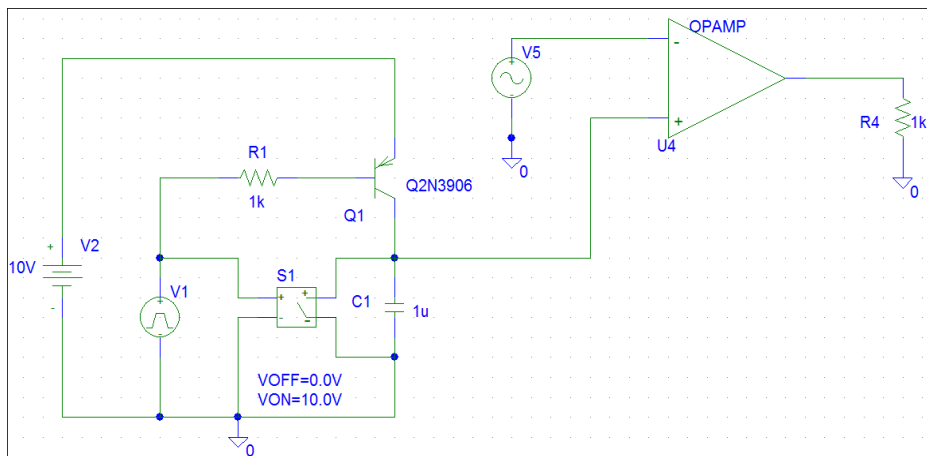 OPAMP
V5
+
-
-
+
U4
R4
1k
0
0
R1
1k
Q2N3906
Q1
+
V2
10V
-
V1
+
-
S1
+
+
-
-
C1
1u
VOFF=0.0V
VON=10.0V
0